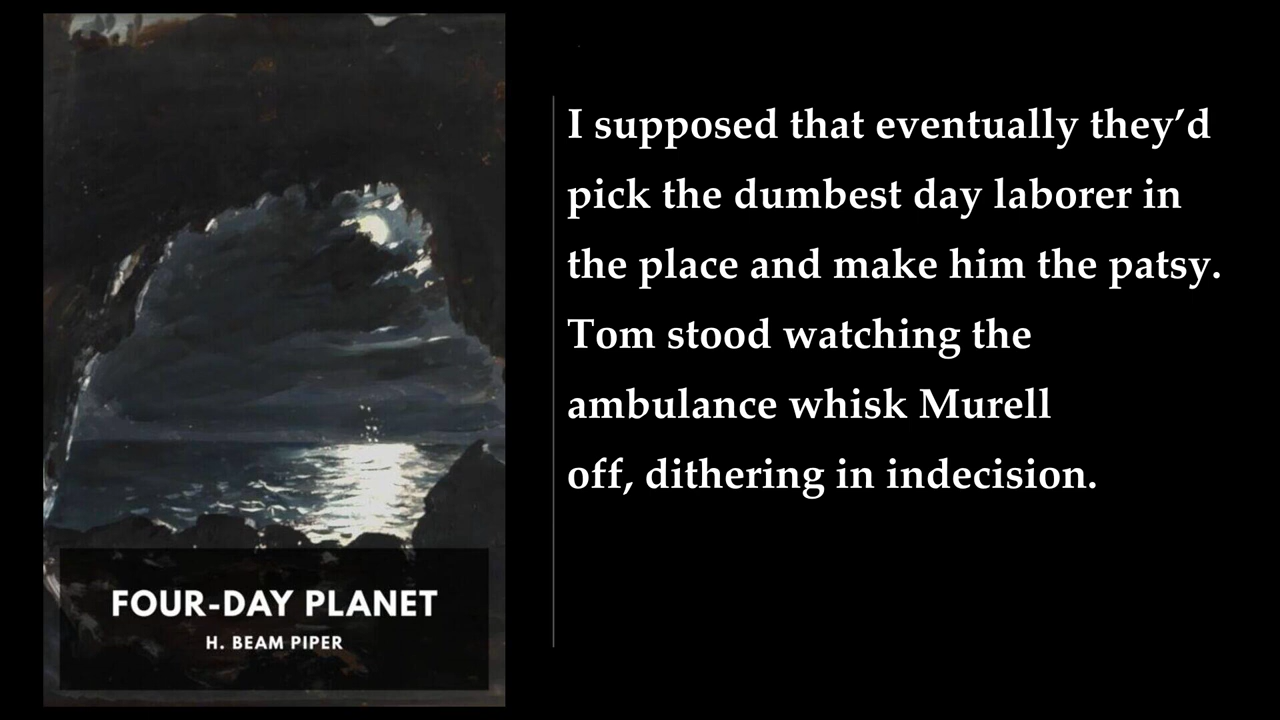 FOUR-DAY PLANET
H. BEAM PIPER
I supposed that eventually they’d
pick the dumbest day laborer in
the place and make him the patsy.
Tom stood watching the
ambulance whisk Murell
off, dithering in indecision.